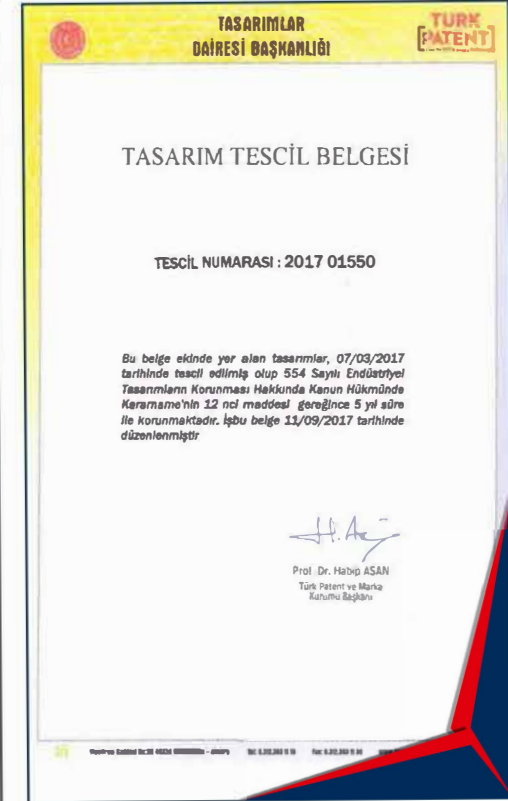 TASARIMLAR
DAİRESİ BAŞKANLIĞI
TURK
PATENT
TASARIM TESCİL BELGESİ
TESCİL NUMARASI : 2017 01550
Bu belge ekinde yer alan tasarımlar, 07/03/2017
tarihinde tescil edilmiş olup 554 Sayılı Endüstriyel
Tasarımların Korunması Hakkında Kanun Hükmünde
Kararname'nin 12 nci maddesi gereğince 5 yıl süre
ile korunmaktadır. İşbu belge 11/09/2017 tarihinde
düzenlenmiştir
Prof. Dr. Habip ASAN
Türk Patent ve Marka
Kurumu Başkanı